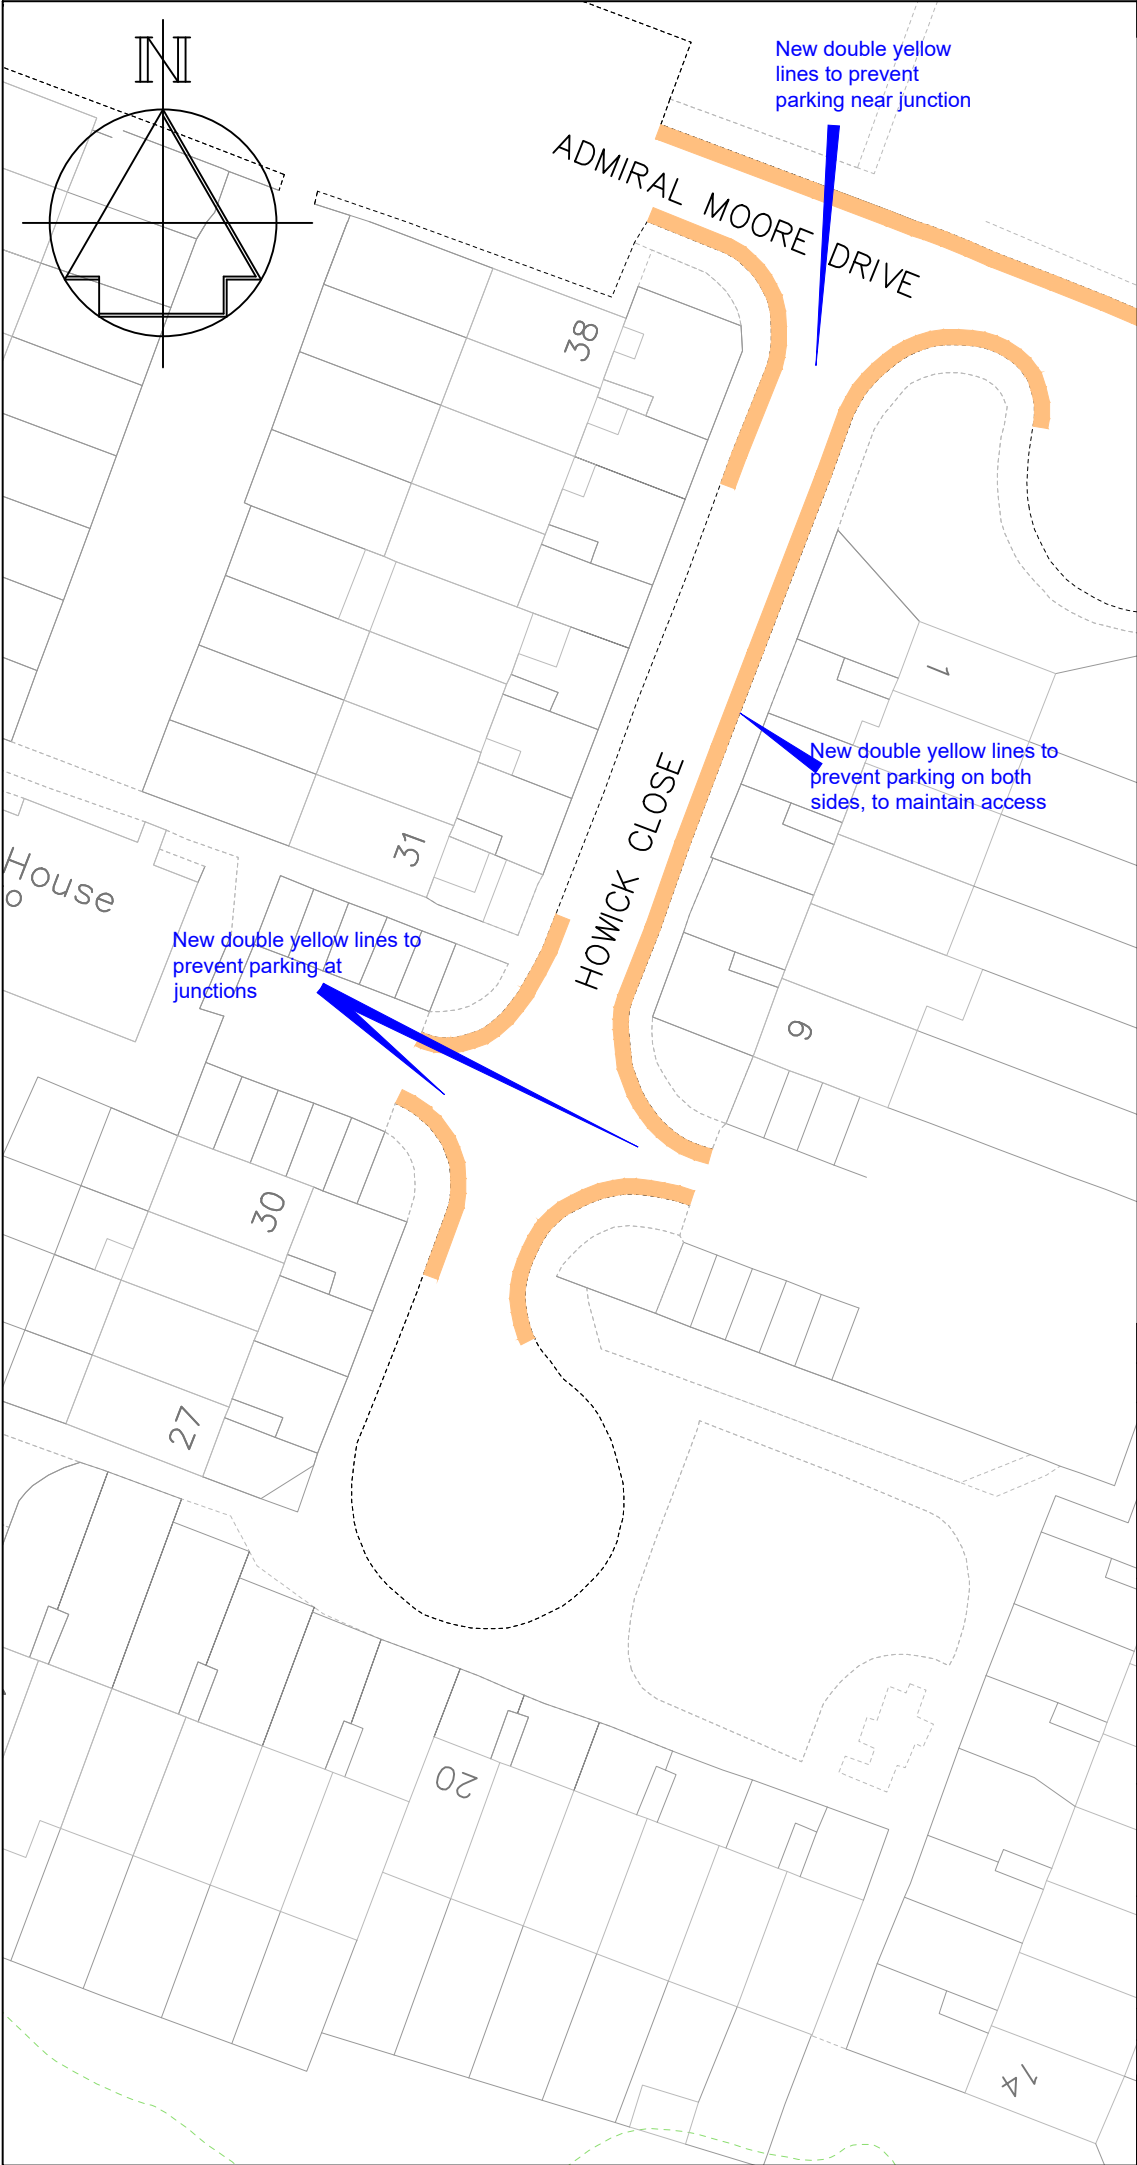 N
New double yellow
lines to prevent
parking near junction
ADMIRAL MOORE DRIVE
38
1
New double yellow lines to
prevent parking on both
sides, to maintain access
HOWICK CLOSE
31
House
New double yellow lines to
prevent parking at
junctions
9
30
27
20
14